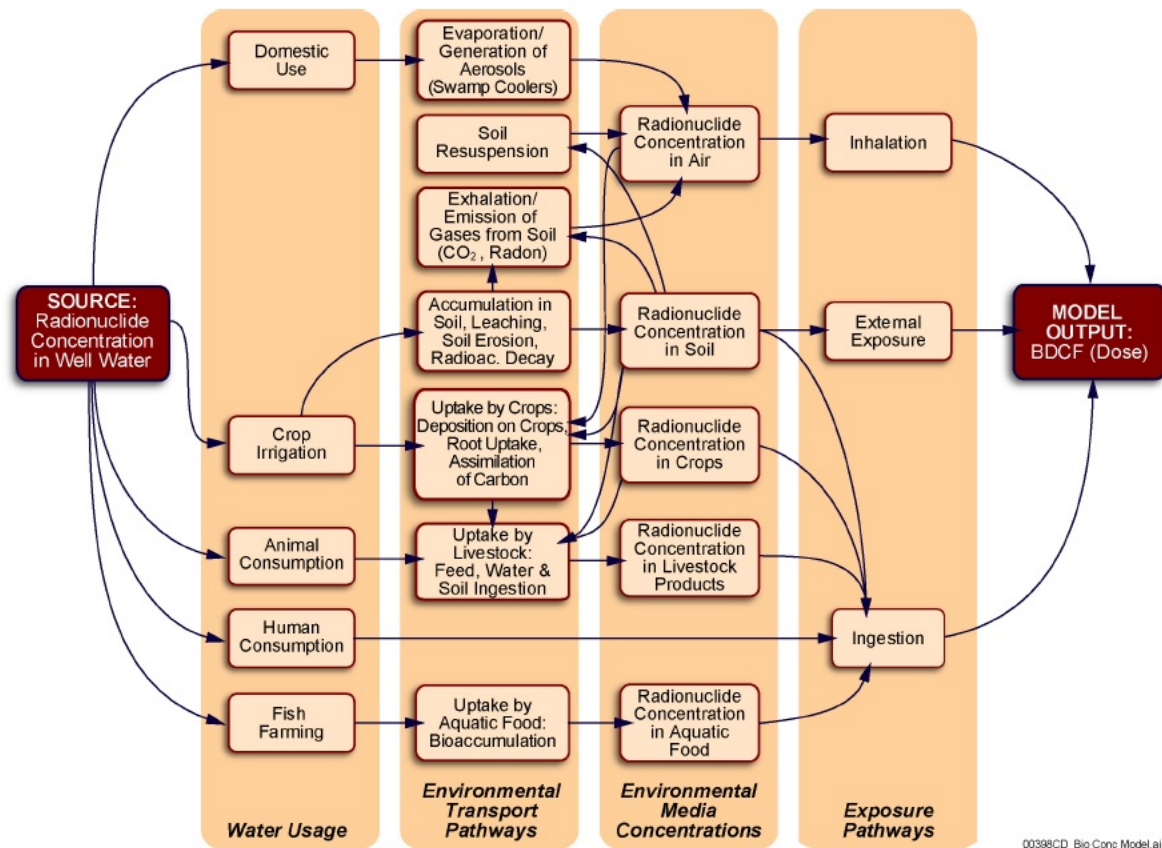 SOURCE:
Radionuclide
Concentration
in Well Water
Domestic
Use
Crop
Irrigation
Animal
Consumption
Human
Consumption
Fish
Farming
Water Usage
Evaporation/
Generation of
Aerosols
(Swamp Coolers)
Soil
Resuspension
Exhalation/
Emission of
Gases from Soil
(CO₂ , Radon)
Accumulation in
Soil, Leaching,
Soil Erosion,
Radioac. Decay
Uptake by Crops:
Deposition on Crops,
Root Uptake,
Assimilation
of Carbon
Uptake by
Livestock:
Feed, Water &
Soil Ingestion
Uptake by
Aquatic Food:
Bioaccumulation
Environmental
Transport
Pathways
Radionuclide
Concentration
in Air
Radionuclide
Concentration
in Soil
Radionuclide
Concentration
in Crops
Radionuclide
Concentration
in Livestock
Products
Radionuclide
Concentration
in Aquatic
Food
Environmental
Media
Concentrations
Inhalation
External
Exposure
Ingestion
Exposure
Pathways
MODEL
OUTPUT:
BDCF (Dose)
00398CD_Bio Conc Model.ai